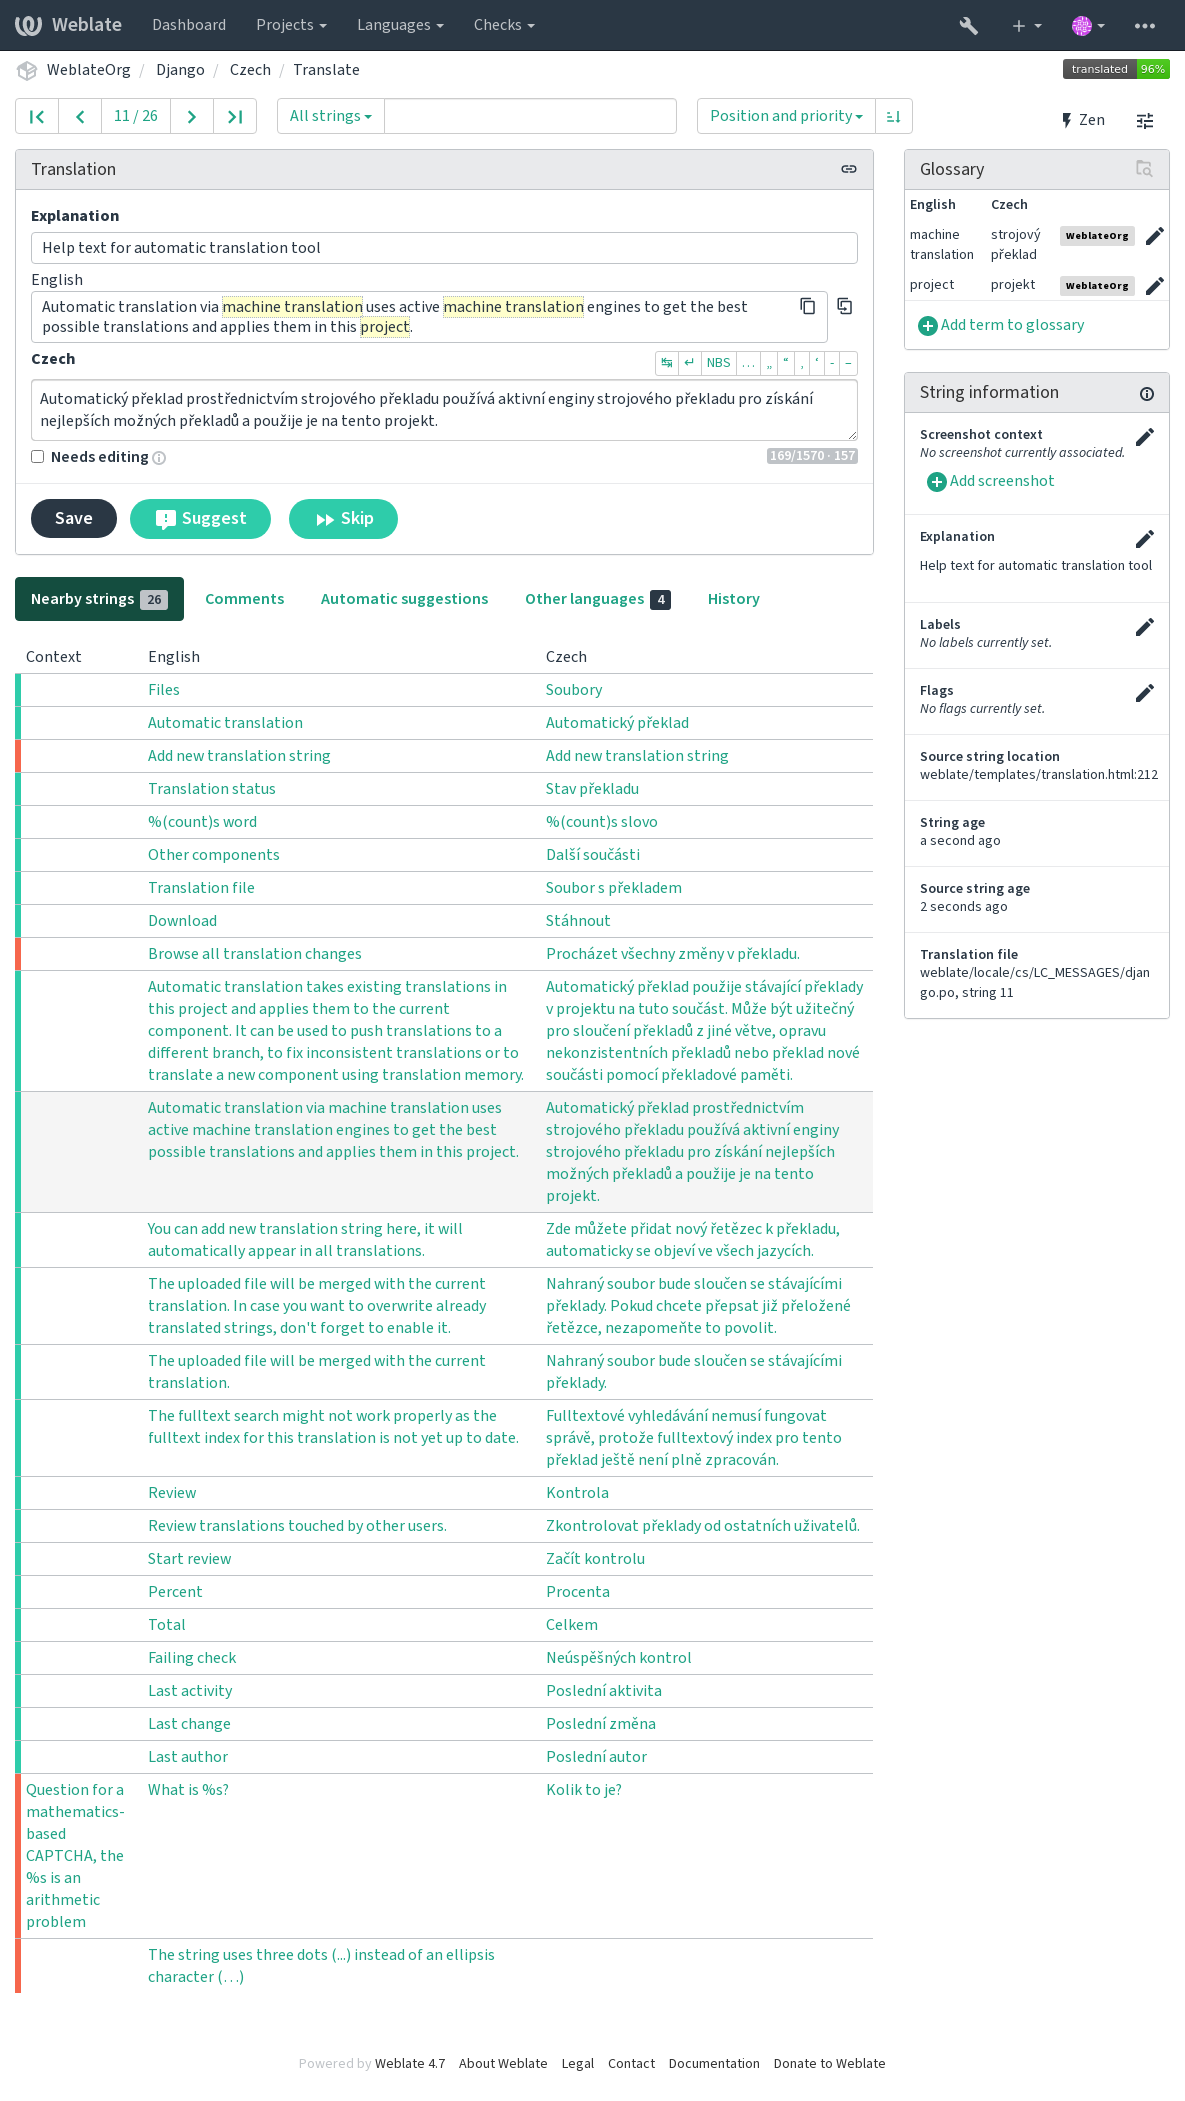 Weblate Dashboard Projects Languages Checks
WeblateOrg / Django / Czech / Translate translated 96%
11 / 26 All strings Position and priority Zen
Translation
Explanation
Help text for automatic translation tool
English
Automatic translation via machine translation uses active machine translation engines to get the best
possible translations and applies them in this project.
Czech
↹ ↵ NBS … „ “ ‚ ‘ - –
Automatický překlad prostřednictvím strojového překladu používá aktivní enginy strojového překladu pro získání
nejlepších možných překladů a použije je na tento projekt.
Needs editing 169/1570 · 157
Save Suggest Skip
Glossary
English Czech
machine strojový WeblateOrg
translation překlad
project projekt WeblateOrg
Add term to glossary
String information
Screenshot context
No screenshot currently associated.
Add screenshot
Explanation
Help text for automatic translation tool
Labels
No labels currently set.
Flags
No flags currently set.
Source string location
weblate/templates/translation.html:212
String age
a second ago
Source string age
2 seconds ago
Translation file
weblate/locale/cs/LC_MESSAGES/djan
go.po, string 11
Nearby strings 26 Comments Automatic suggestions Other languages 4 History
Context English Czech
Files Soubory
Automatic translation Automatický překlad
Add new translation string Add new translation string
Translation status Stav překladu
%(count)s word %(count)s slovo
Other components Další součásti
Translation file Soubor s překladem
Download Stáhnout
Browse all translation changes Procházet všechny změny v překladu.
Automatic translation takes existing translations in Automatický překlad použije stávající překlady
this project and applies them to the current v projektu na tuto součást. Může být užitečný
component. It can be used to push translations to a pro sloučení překladů z jiné větve, opravu
different branch, to fix inconsistent translations or to nekonzistentních překladů nebo překlad nové
translate a new component using translation memory. součásti pomocí překladové paměti.
Automatic translation via machine translation uses Automatický překlad prostřednictvím
active machine translation engines to get the best strojového překladu používá aktivní enginy
possible translations and applies them in this project. strojového překladu pro získání nejlepších
možných překladů a použije je na tento
projekt.
You can add new translation string here, it will Zde můžete přidat nový řetězec k překladu,
automatically appear in all translations. automaticky se objeví ve všech jazycích.
The uploaded file will be merged with the current Nahraný soubor bude sloučen se stávajícími
translation. In case you want to overwrite already překlady. Pokud chcete přepsat již přeložené
translated strings, don't forget to enable it. řetězce, nezapomeňte to povolit.
The uploaded file will be merged with the current Nahraný soubor bude sloučen se stávajícími
translation. překlady.
The fulltext search might not work properly as the Fulltextové vyhledávání nemusí fungovat
fulltext index for this translation is not yet up to date. správě, protože fulltextový index pro tento
překlad ještě není plně zpracován.
Review Kontrola
Review translations touched by other users. Zkontrolovat překlady od ostatních uživatelů.
Start review Začít kontrolu
Percent Procenta
Total Celkem
Failing check Neúspěšných kontrol
Last activity Poslední aktivita
Last change Poslední změna
Last author Poslední autor
Question for a What is %s? Kolik to je?
mathematics-
based
CAPTCHA, the
%s is an
arithmetic
problem
The string uses three dots (...) instead of an ellipsis
character (…)
Powered by Weblate 4.7 About Weblate Legal Contact Documentation Donate to Weblate